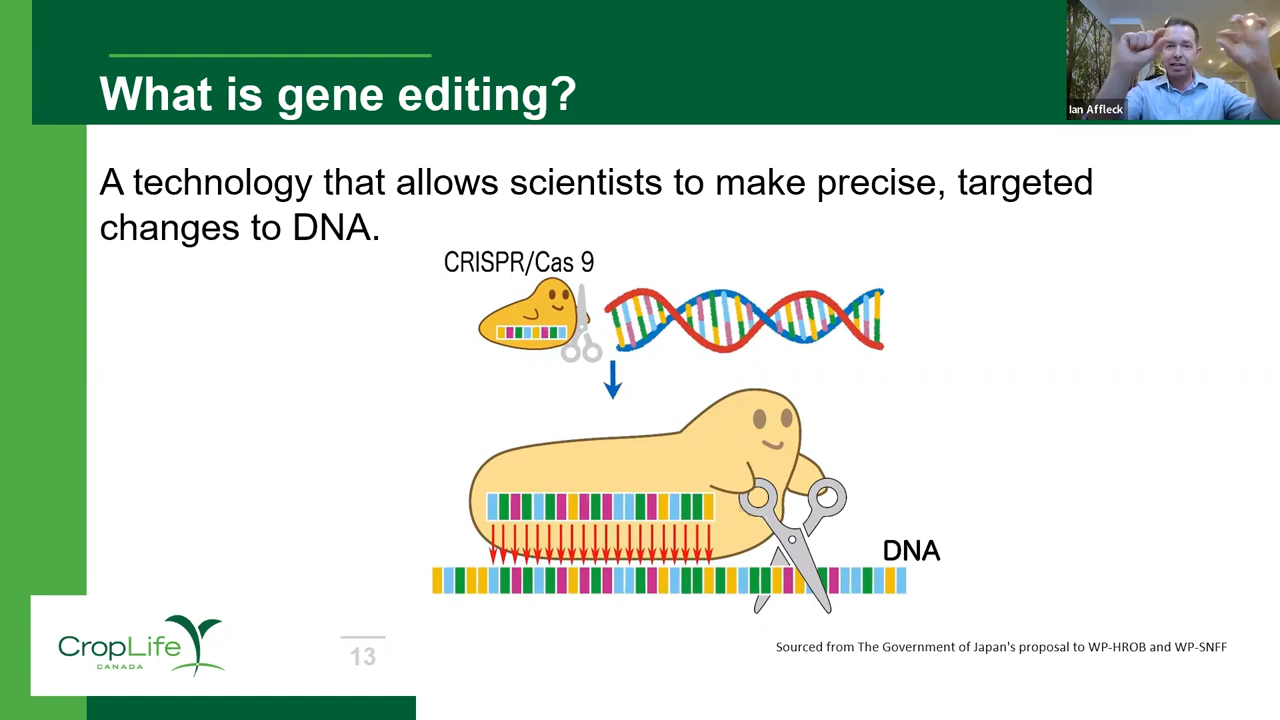 What is gene editing?
Ian Affleck
A technology that allows scientists to make precise, targeted
changes to DNA.
CRISPR/Cas 9
DNA
CropLife
CANADA
13
Sourced from The Government of Japan's proposal to WP-HROB and WP-SNFF